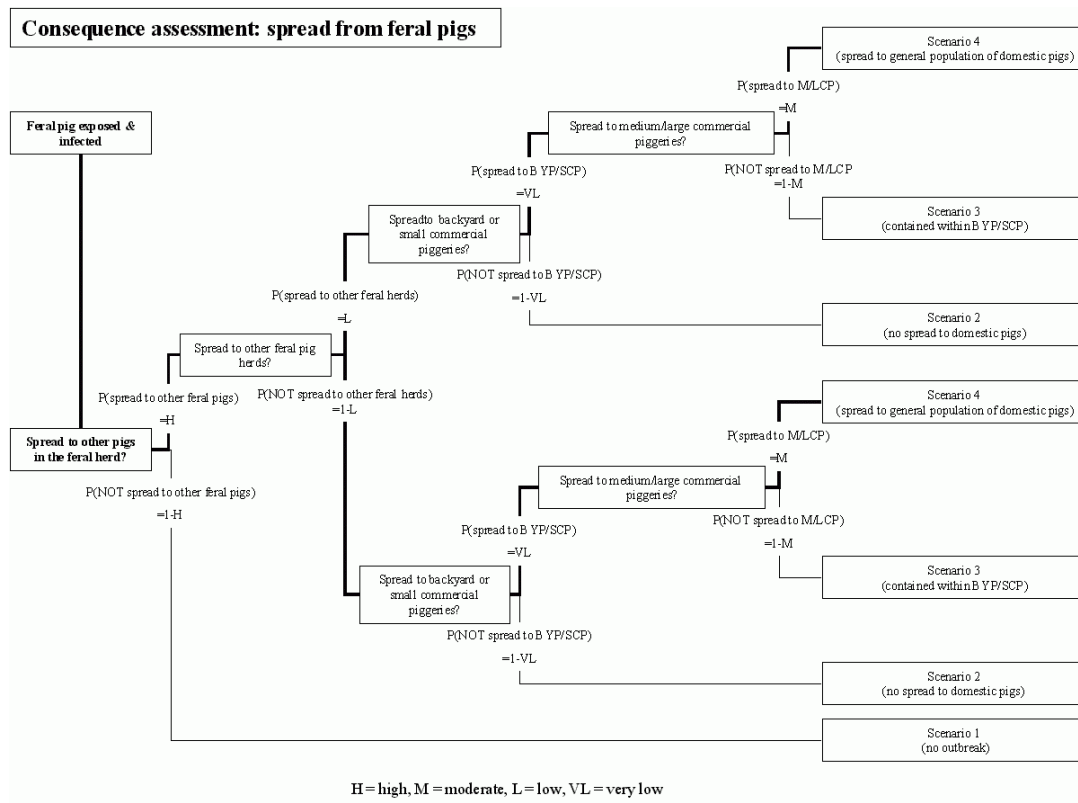 Consequence assessment: spread from feral pigs
Scenario 4
(spread to general population of domestic pigs)
P(spread to M/LCP)
=M
Feral pig exposed &
infected
Spread to medium/large commercial
piggeries?
P(NOT spread to M/LCP
=1-M
P(spread to B YP/SCP)
=VL
Scenario 3
(contained within B YP/SCP)
Spreadto backyard or
small commercial
piggeries?
P(NOT spread to B YP/SCP)
=1-VL
P(spread to other feral herds)
=L
Scenario 2
(no spread to domestic pigs)
Spread to other feral pig
herds?
P(spread to other feral pigs)
=H
P(NOT spread to other feral herds)
=1-L
Scenario 4
(spread to general population of domestic pigs)
Spread to other pigs
in the feral herd?
P(spread to M/LCP)
=M
P(NOT spread to other feral pigs)
=1-H
Spread to medium/large commercial
piggeries?
P(NOT spread to M/LCP)
=1-M
P(spread to B YP/SCP)
=VL
Scenario 3
(contained within B YP/SCP)
Spread to backyard or
small commercial
piggeries?
P(NOT spread to B YP/SCP)
=1-VL
Scenario 2
(no spread to domestic pigs)
Scenario 1
(no outbreak)
H = high, M = moderate, L = low, VL = very low